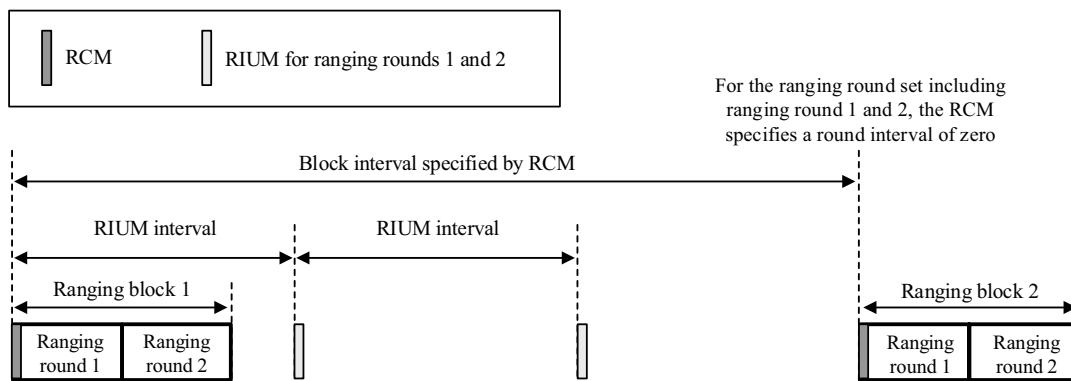 RCM
RIUM for ranging rounds 1 and 2
For the ranging round set including
ranging round 1 and 2, the RCM
specifies a round interval of zero
Block interval specified by RCM
RIUM interval
RIUM interval
Ranging block 1
Ranging block 2
Ranging
round 1
Ranging
round 2
Ranging
round 1
Ranging
round 2